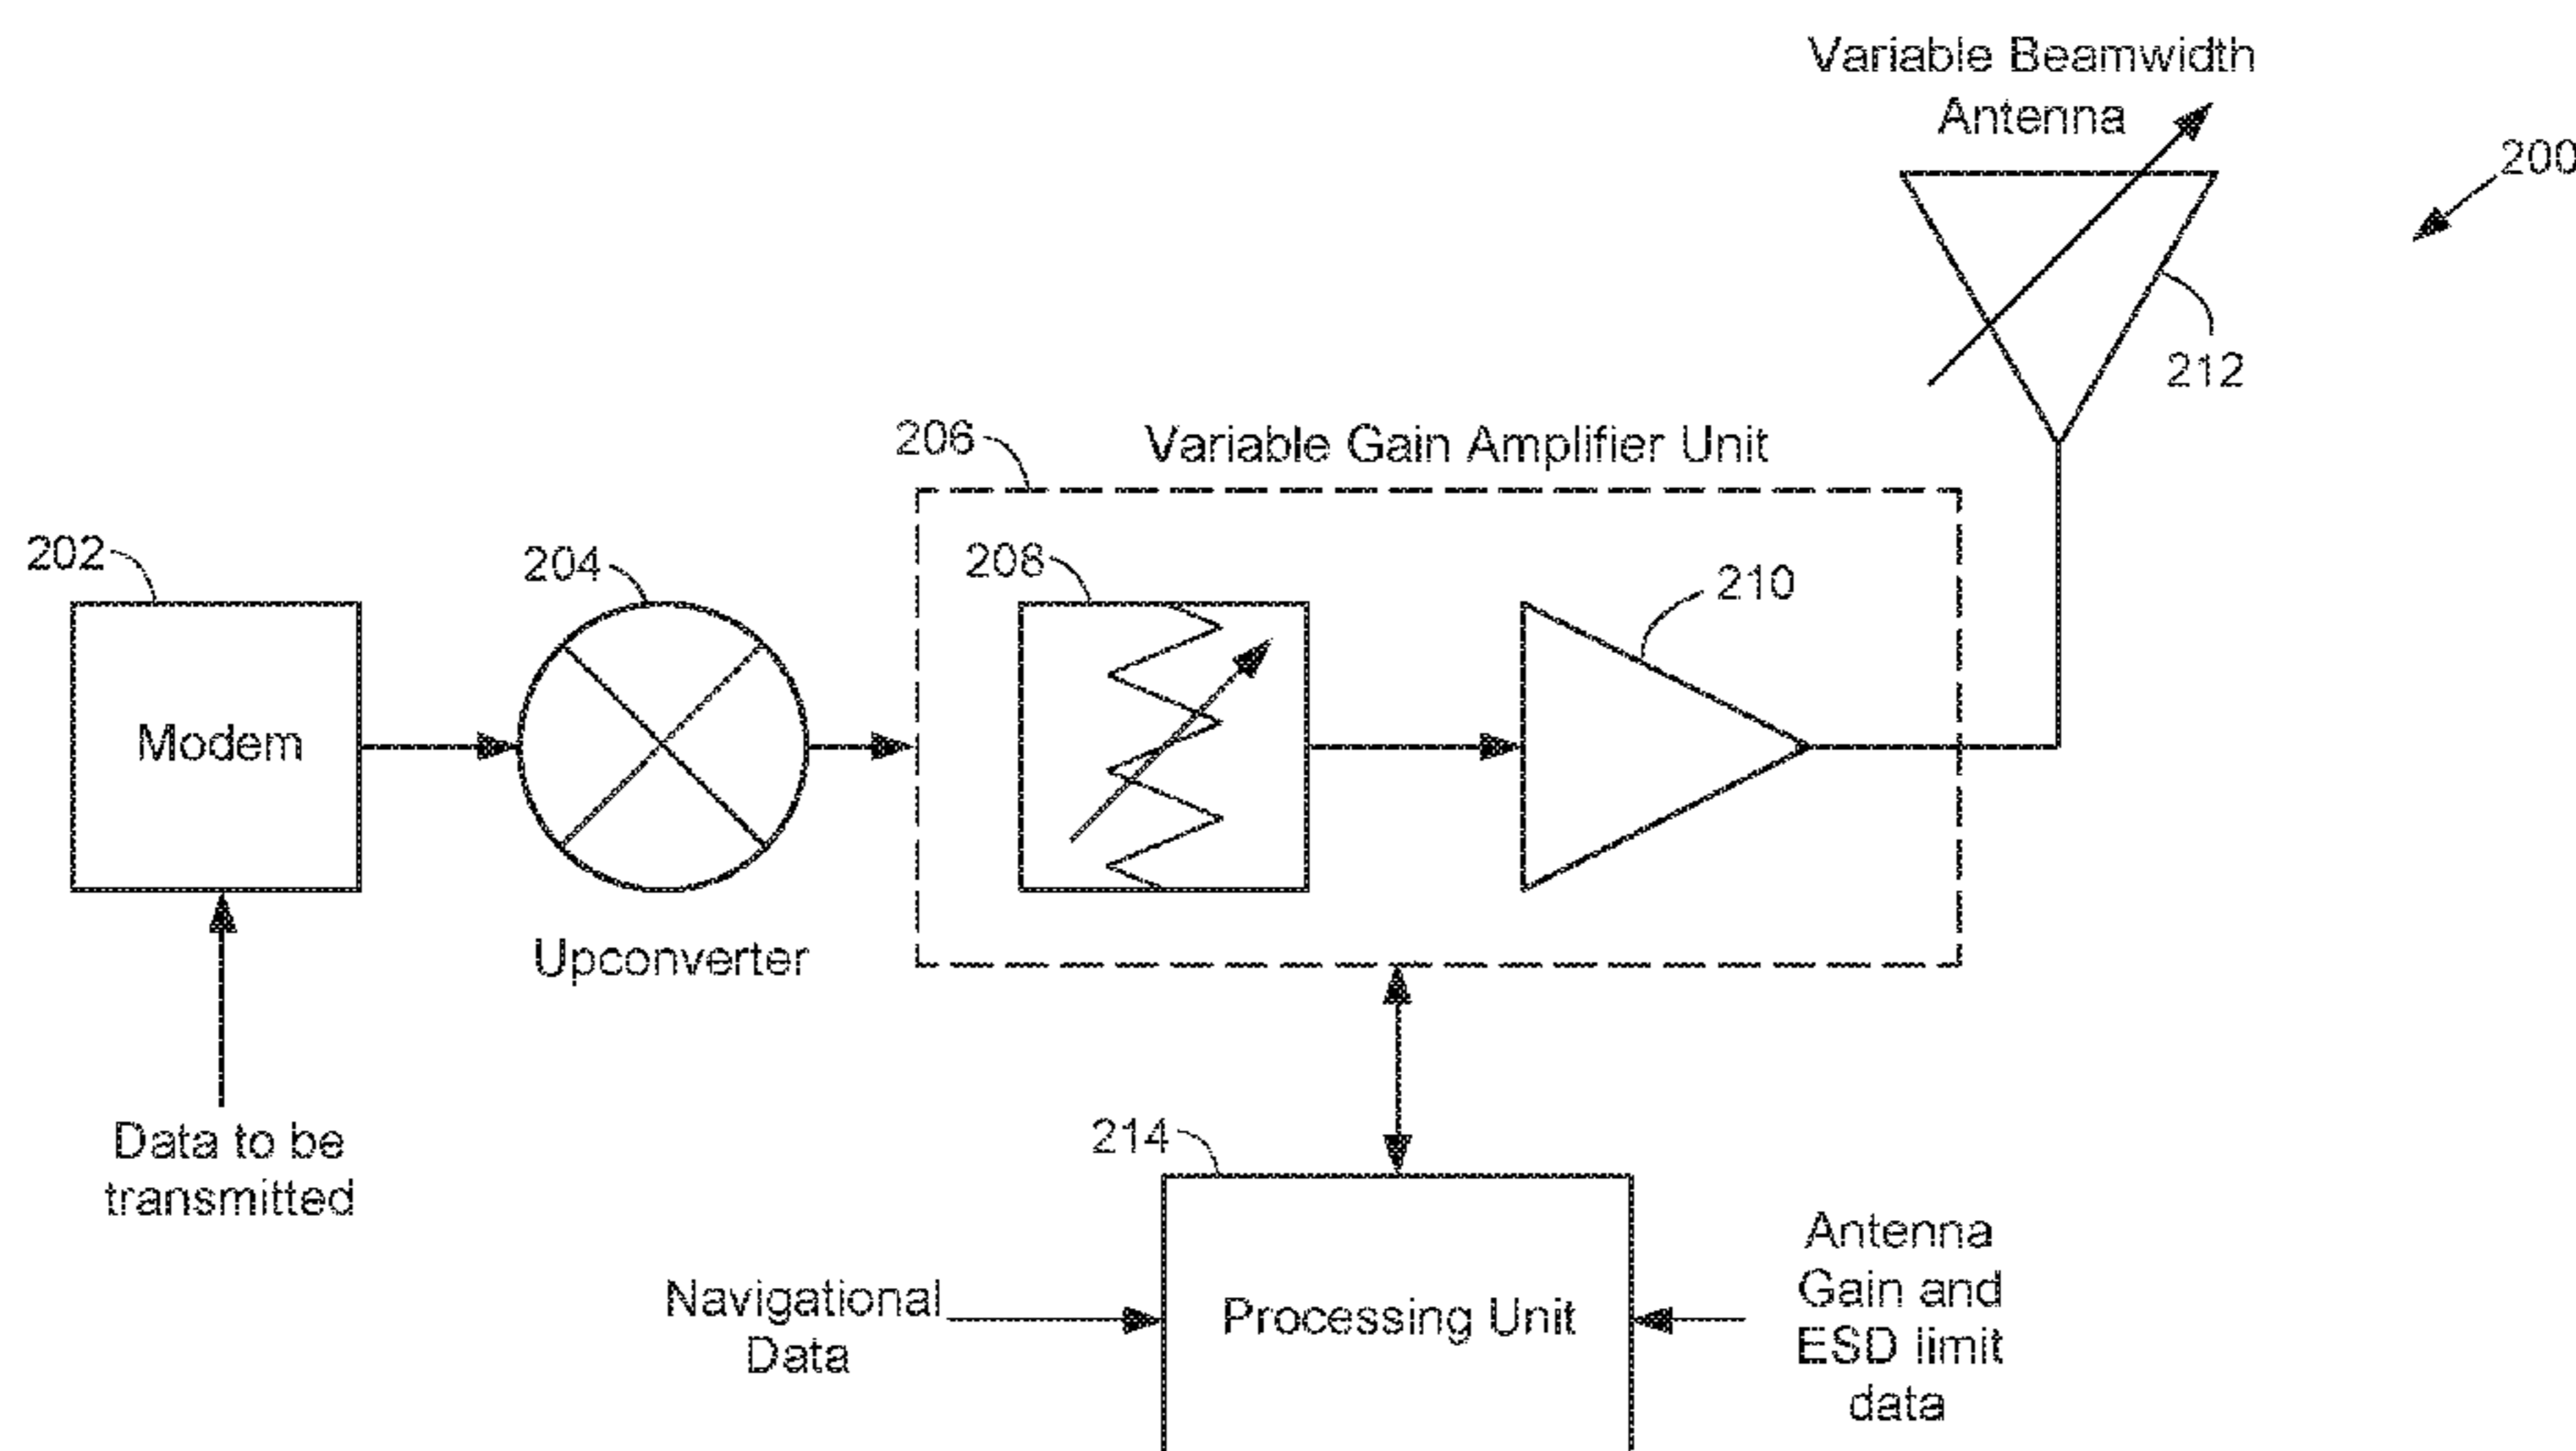 Variable Beamwidth
Antenna
200
212
206
Variable Gain Amplifier Unit
202
204
208
210
Modem
Upconverter
Data to be
transmitted
214
Navigational
Data
Processing Unit
Antenna
Gain and
ESD limit
data